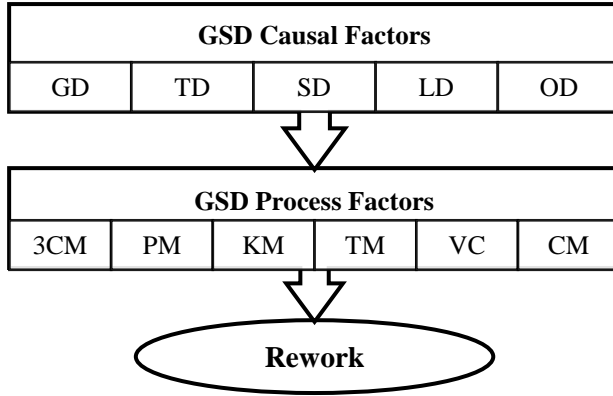 GSD Causal Factors
GD TD SD LD OD
GSD Process Factors
3CM PM KM TM VC CM
Rework